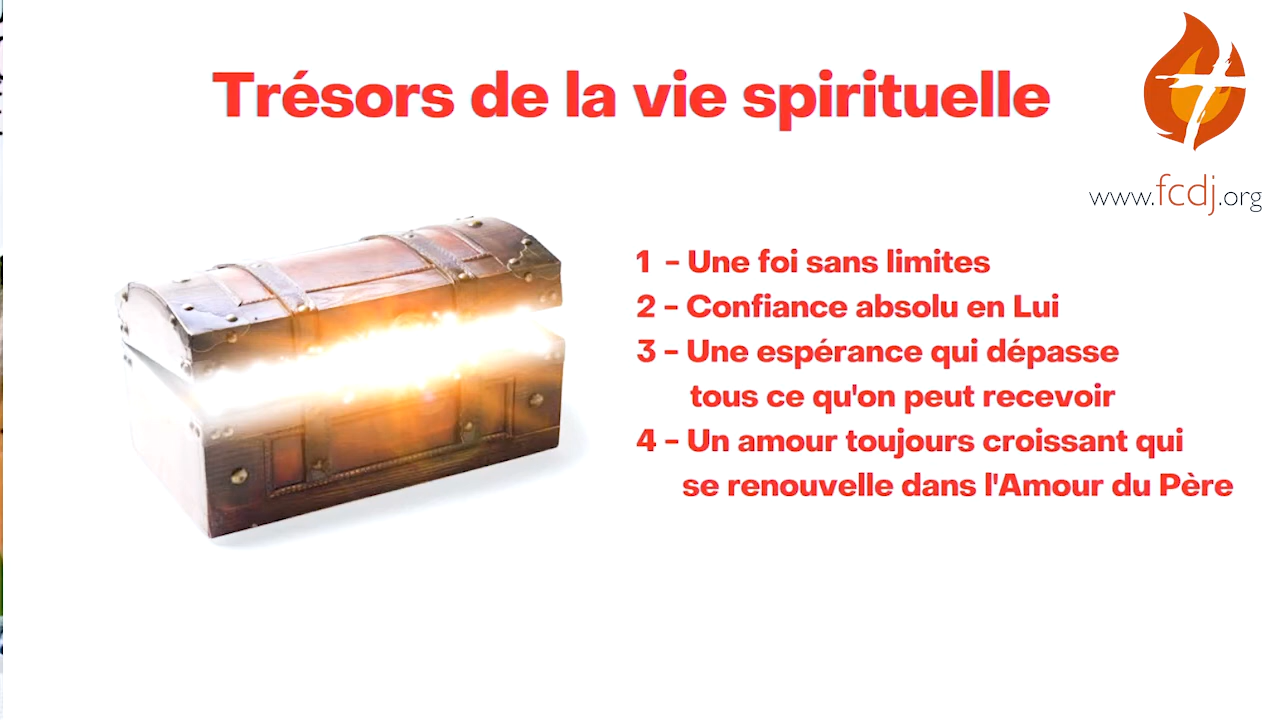 Trésors de la vie spirituelle
www.fcdj.org
1 - Une foi sans limites
2 - Confiance absolu en Lui
3 - Une espérance qui dépasse
tous ce qu'on peut recevoir
4 - Un amour toujours croissant qui
se renouvelle dans l'Amour du Père